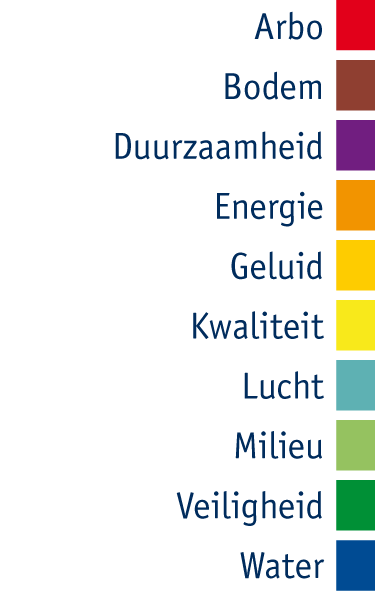 Arbo
Bodem
Duurzaamheid
Energie
Geluid
Kwaliteit
Lucht
Milieu
Veiligheid
Water